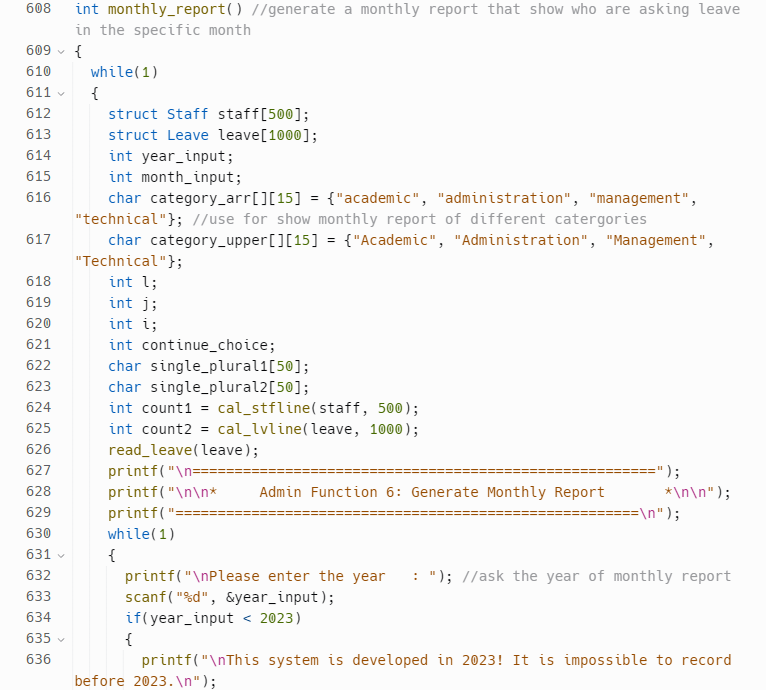 608 int monthly_report() //generate a monthly report that show who are asking leave
in the specific month
609 {
610 while(1)
611 {
612 struct Staff staff[500];
613 struct Leave leave[1000];
614 int year_input;
615 int month_input;
616 char category_arr[][15] = {"academic", "administration", "management",
"technical"}; //use for show monthly report of different catergories
617 char category_upper[][15] = {"Academic", "Administration", "Management",
"Technical"};
618 int l;
619 int j;
620 int i;
621 int continue_choice;
622 char single_plural1[50];
623 char single_plural2[50];
624 int count1 = cal_stfline(staff, 500);
625 int count2 = cal_lvline(leave, 1000);
626 read_leave(leave);
627 printf("\n=======================================================");
628 printf("\n\n*     Admin Function 6: Generate Monthly Report       *\n\n");
629 printf("=======================================================\n");
630 while(1)
631 {
632 printf("\nPlease enter the year   : "); //ask the year of monthly report
633 scanf("%d", &year_input);
634 if(year_input < 2023)
635 {
636 printf("\nThis system is developed in 2023! It is impossible to record
before 2023.\n");